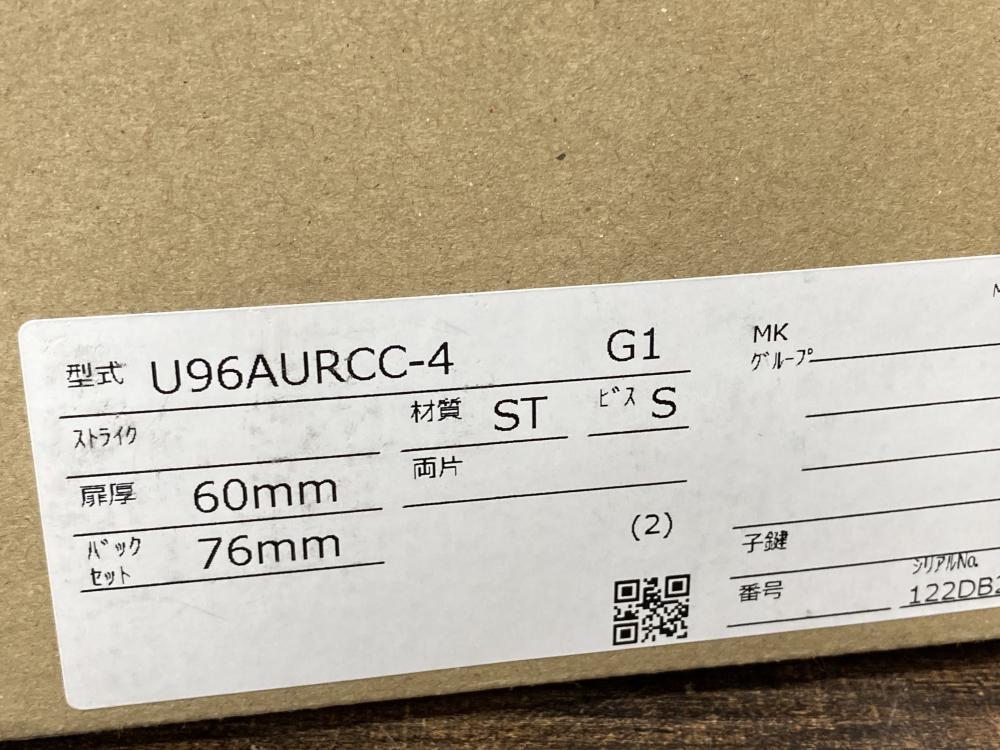 型式 U96AURCC-4 G1
ストライク 材質 ST ビス S
扉厚 60mm 両片
バック
セット 76mm (2)
MK
グループ
子鍵
番号 シリアルNo.
122DB2